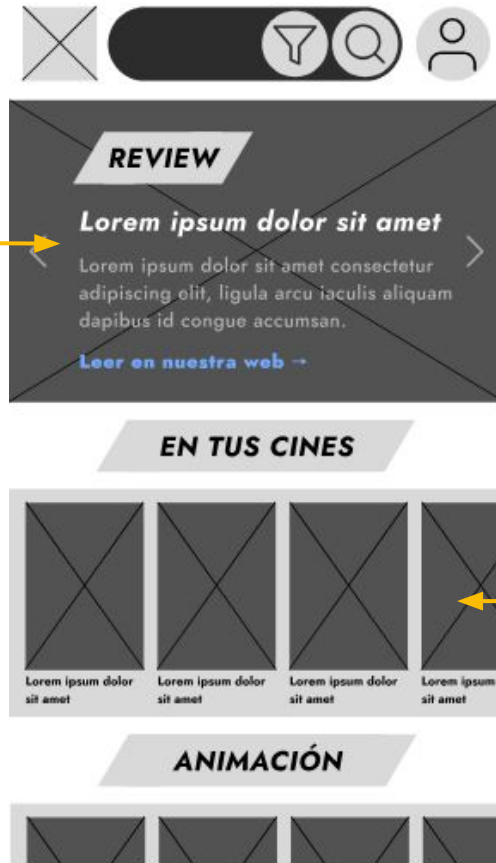 REVIEW
Lorem ipsum dolor sit amet
Lorem ipsum dolor sit amet consectetur
adipiscing elit, ligula arcu iaculis aliquam
dapibus id congue accumsan.
Leer en nuestra web →
EN TUS CINES
Lorem ipsum dolor
sit amet
Lorem ipsum dolor
sit amet
Lorem ipsum dolor
sit amet
Lorem ipsum
sit amet
ANIMACIÓN